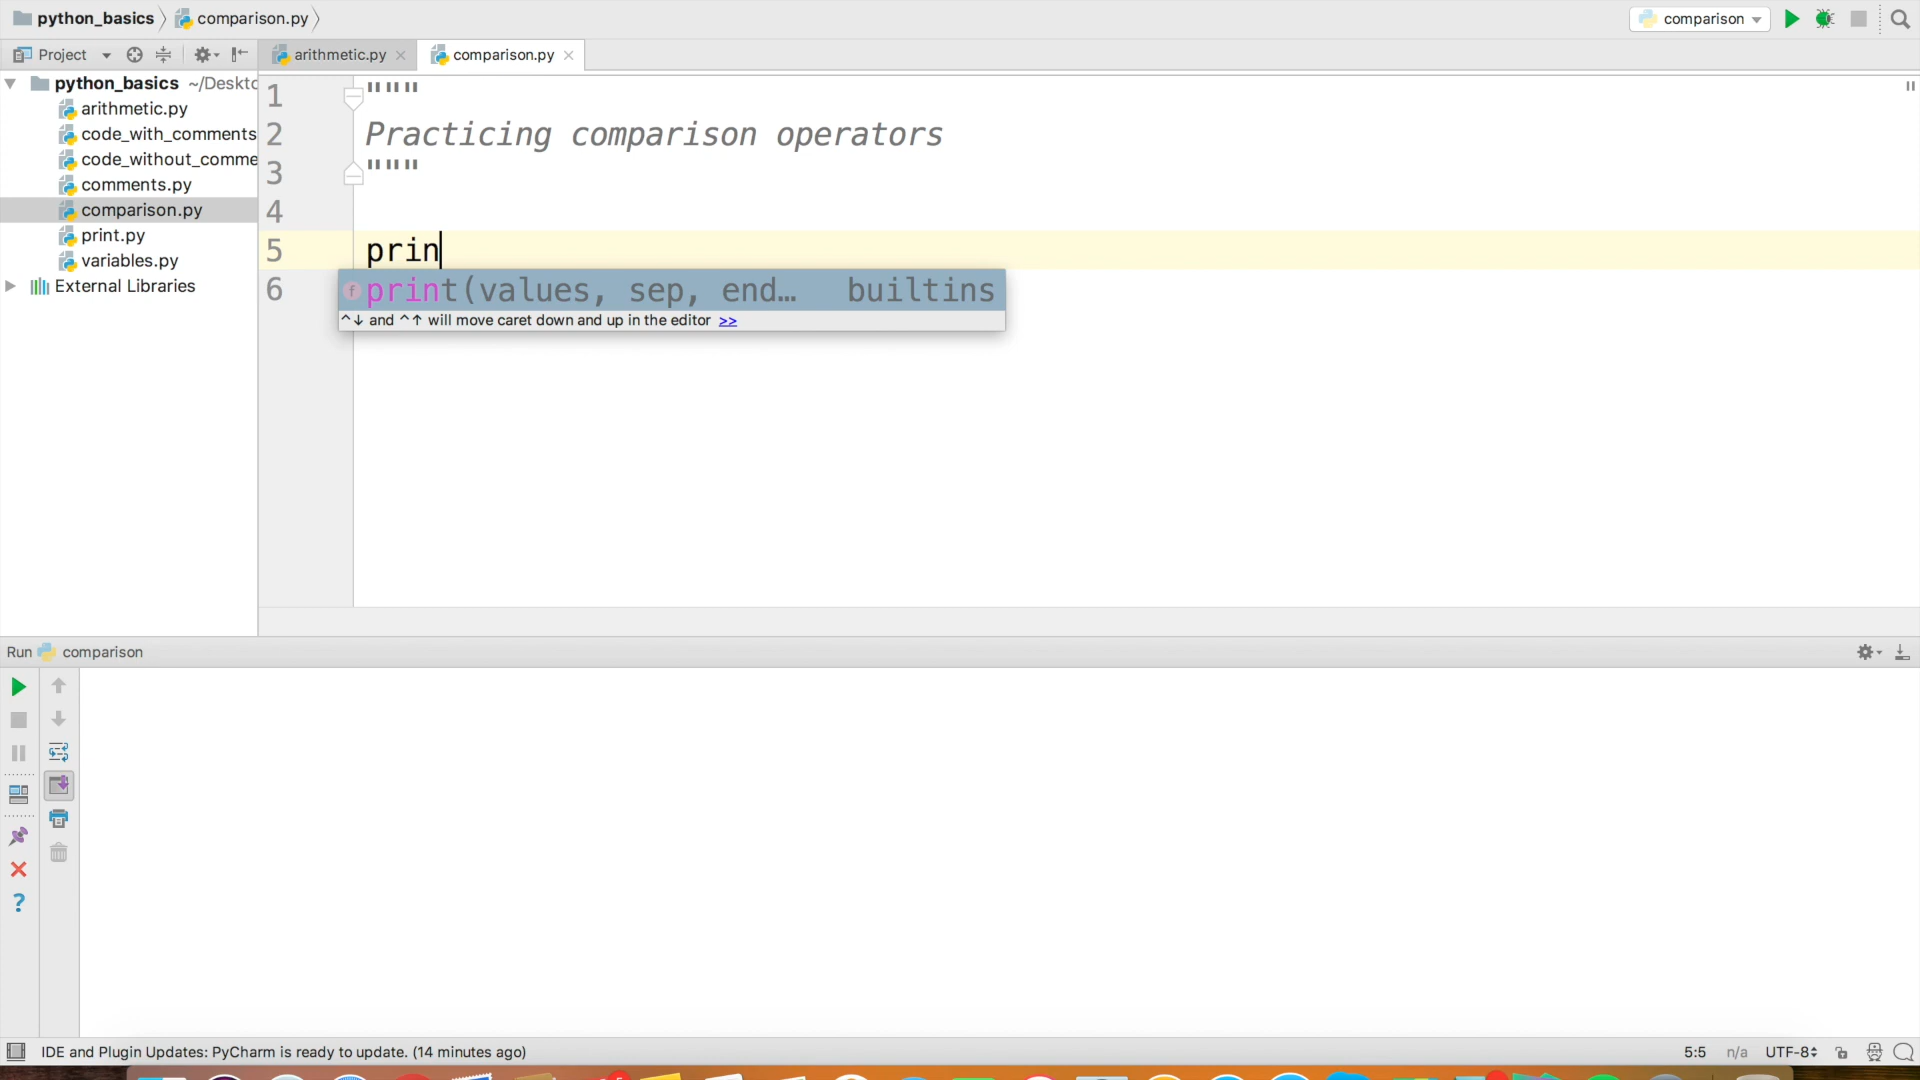 python_basics comparison.py comparison
Project arithmetic.py comparison.py
python_basics ~/Deskto
arithmetic.py
code_with_comments
code_without_comme
comments.py
comparison.py
print.py
variables.py
External Libraries
1 """
2 Practicing comparison operators
3 """
4
5 prin
6
f print(values, sep, end… builtins
^↓ and ^↑ will move caret down and up in the editor >>
Run comparison
IDE and Plugin Updates: PyCharm is ready to update. (14 minutes ago) 5:5 n/a UTF-8